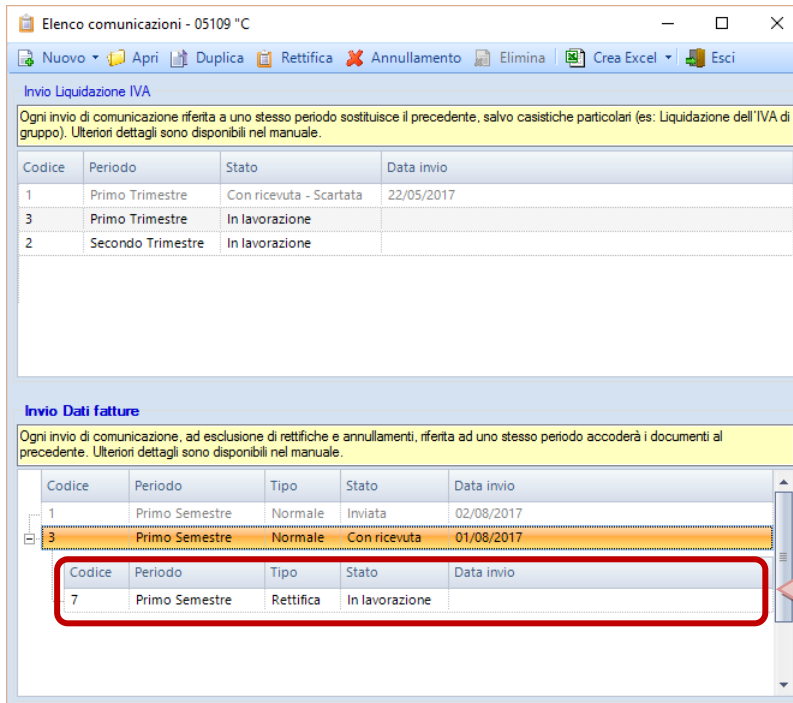 Elenco comunicazioni - 05109 "C
Nuovo Apri Duplica Rettifica Annullamento Elimina Crea Excel Esci
Invio Liquidazione IVA
Ogni invio di comunicazione riferita a uno stesso periodo sostituisce il precedente, salvo casistiche particolari (es: Liquidazione dell'IVA di
gruppo). Ulteriori dettagli sono disponibili nel manuale.
Codice Periodo Stato Data invio
1 Primo Trimestre Con ricevuta - Scartata 22/05/2017
3 Primo Trimestre In lavorazione
2 Secondo Trimestre In lavorazione
Invio Dati fatture
Ogni invio di comunicazione, ad esclusione di rettifiche e annullamenti, riferita ad uno stesso periodo accoderà i documenti al
precedente. Ulteriori dettagli sono disponibili nel manuale.
Codice Periodo Tipo Stato Data invio
1 Primo Semestre Normale Inviata 02/08/2017
3 Primo Semestre Normale Con ricevuta 01/08/2017
Codice Periodo Tipo Stato Data invio
7 Primo Semestre Rettifica In lavorazione